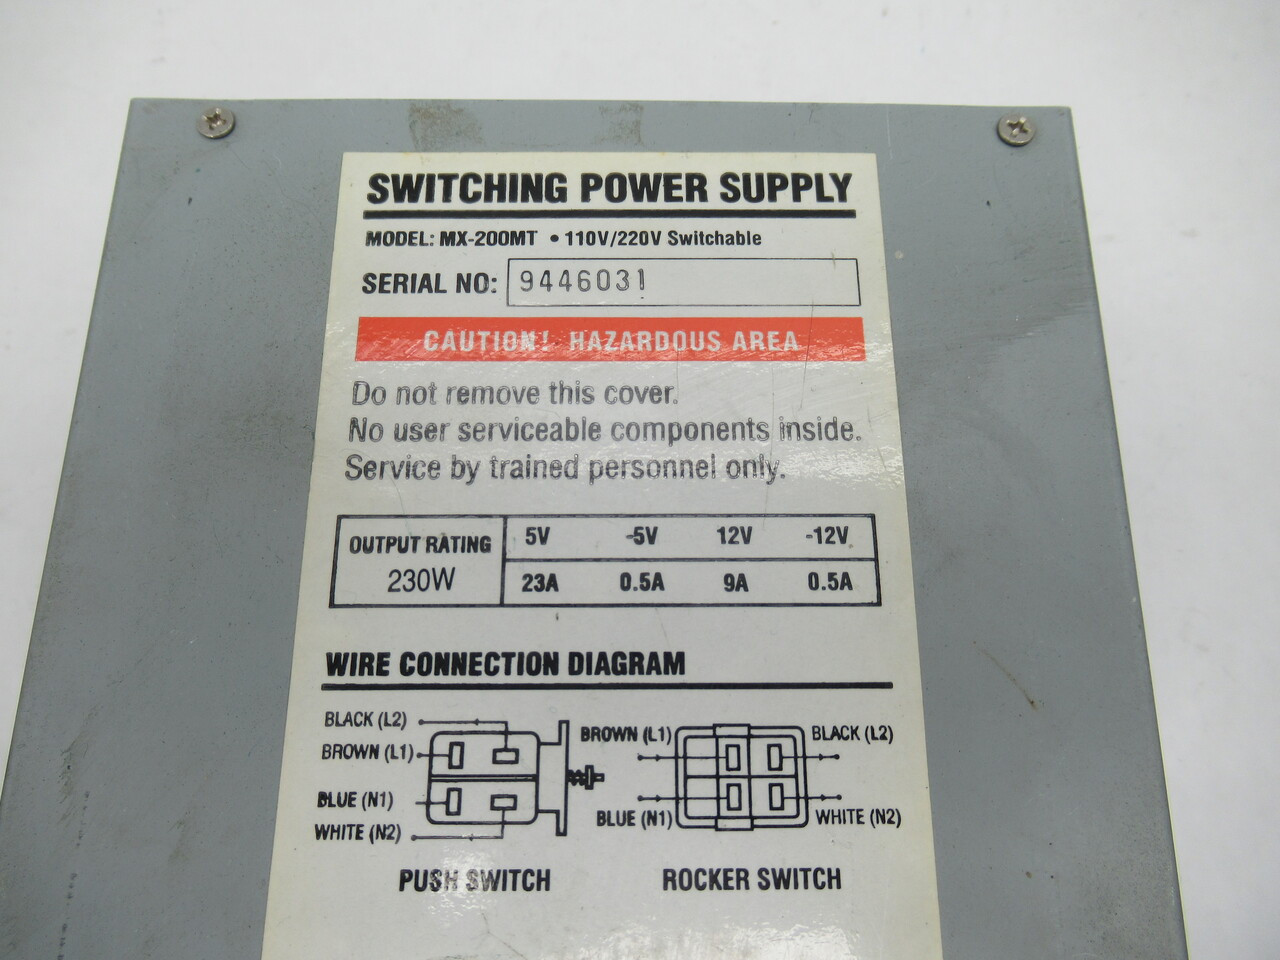 SWITCHING POWER SUPPLY
MODEL: MX-200MT • 110V/220V Switchable
SERIAL NO: 9446031
CAUTION! HAZARDOUS AREA
Do not remove this cover.
No user serviceable components inside.
Service by trained personnel only.
OUTPUT RATING 5V -5V 12V -12V
230W 23A 0.5A 9A 0.5A
WIRE CONNECTION DIAGRAM
BLACK (L2)
BROWN (L1)
BLUE (N1)
WHITE (N2)
PUSH SWITCH
BROWN (L1) BLACK (L2)
BLUE (N1) WHITE (N2)
ROCKER SWITCH